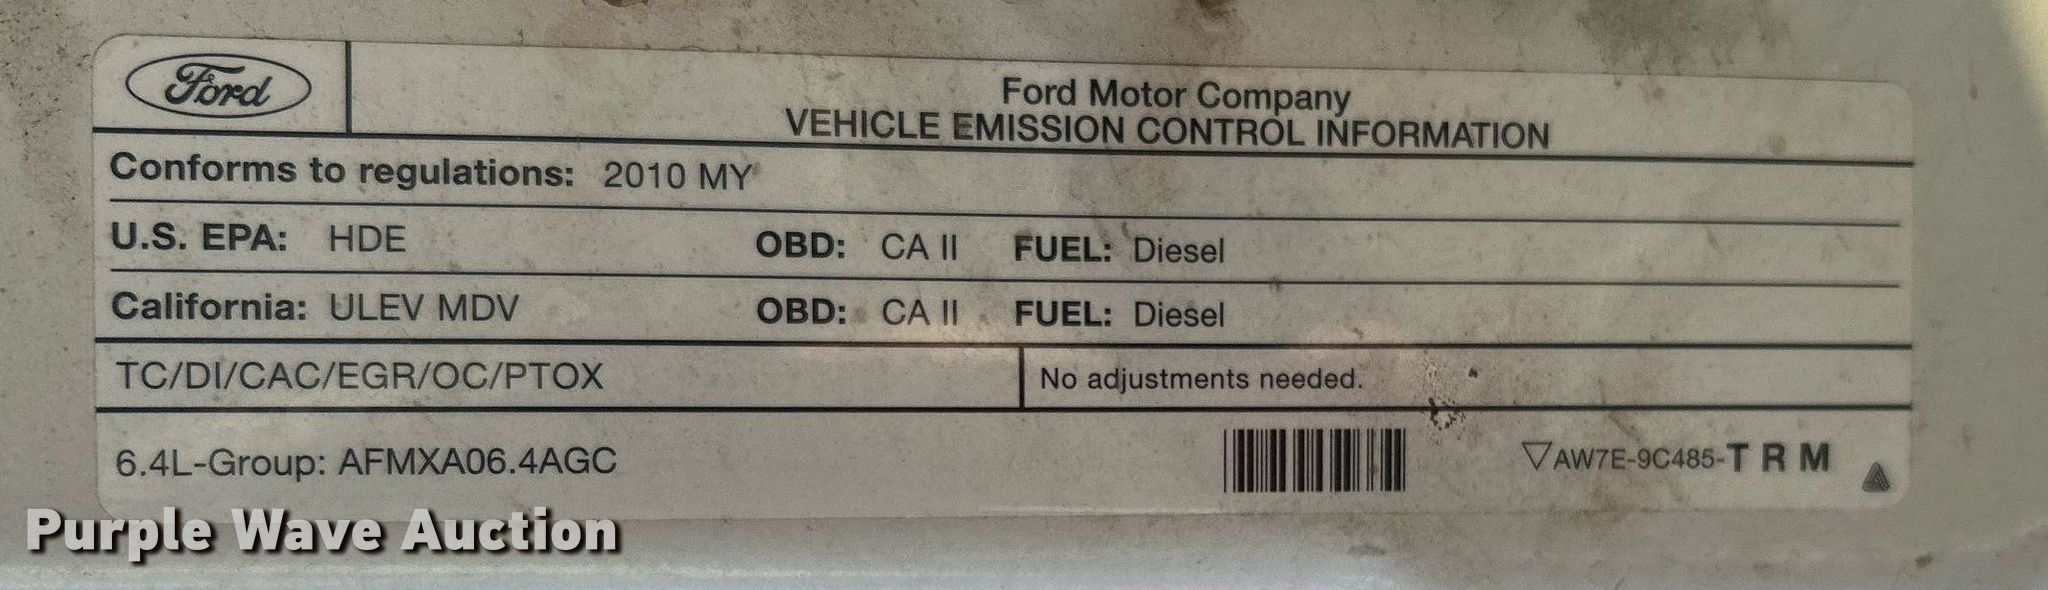 Ford
Ford Motor Company
VEHICLE EMISSION CONTROL INFORMATION
Conforms to regulations: 2010 MY
U.S. EPA: HDE OBD: CA II FUEL: Diesel
California: ULEV MDV OBD: CA II FUEL: Diesel
TC/DI/CAC/EGR/OC/PTOX No adjustments needed.
6.4L-Group: AFMXA06.4AGC ▽AW7E-9C485-T R M
Purple Wave Auction